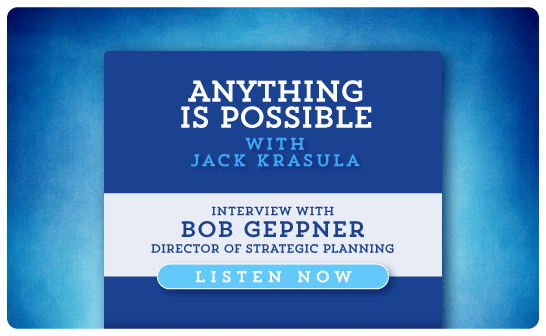 ANYTHING
IS POSSIBLE
WITH
JACK KRASULA
INTERVIEW WITH
BOB GEPPNER
DIRECTOR OF STRATEGIC PLANNING
LISTEN NOW